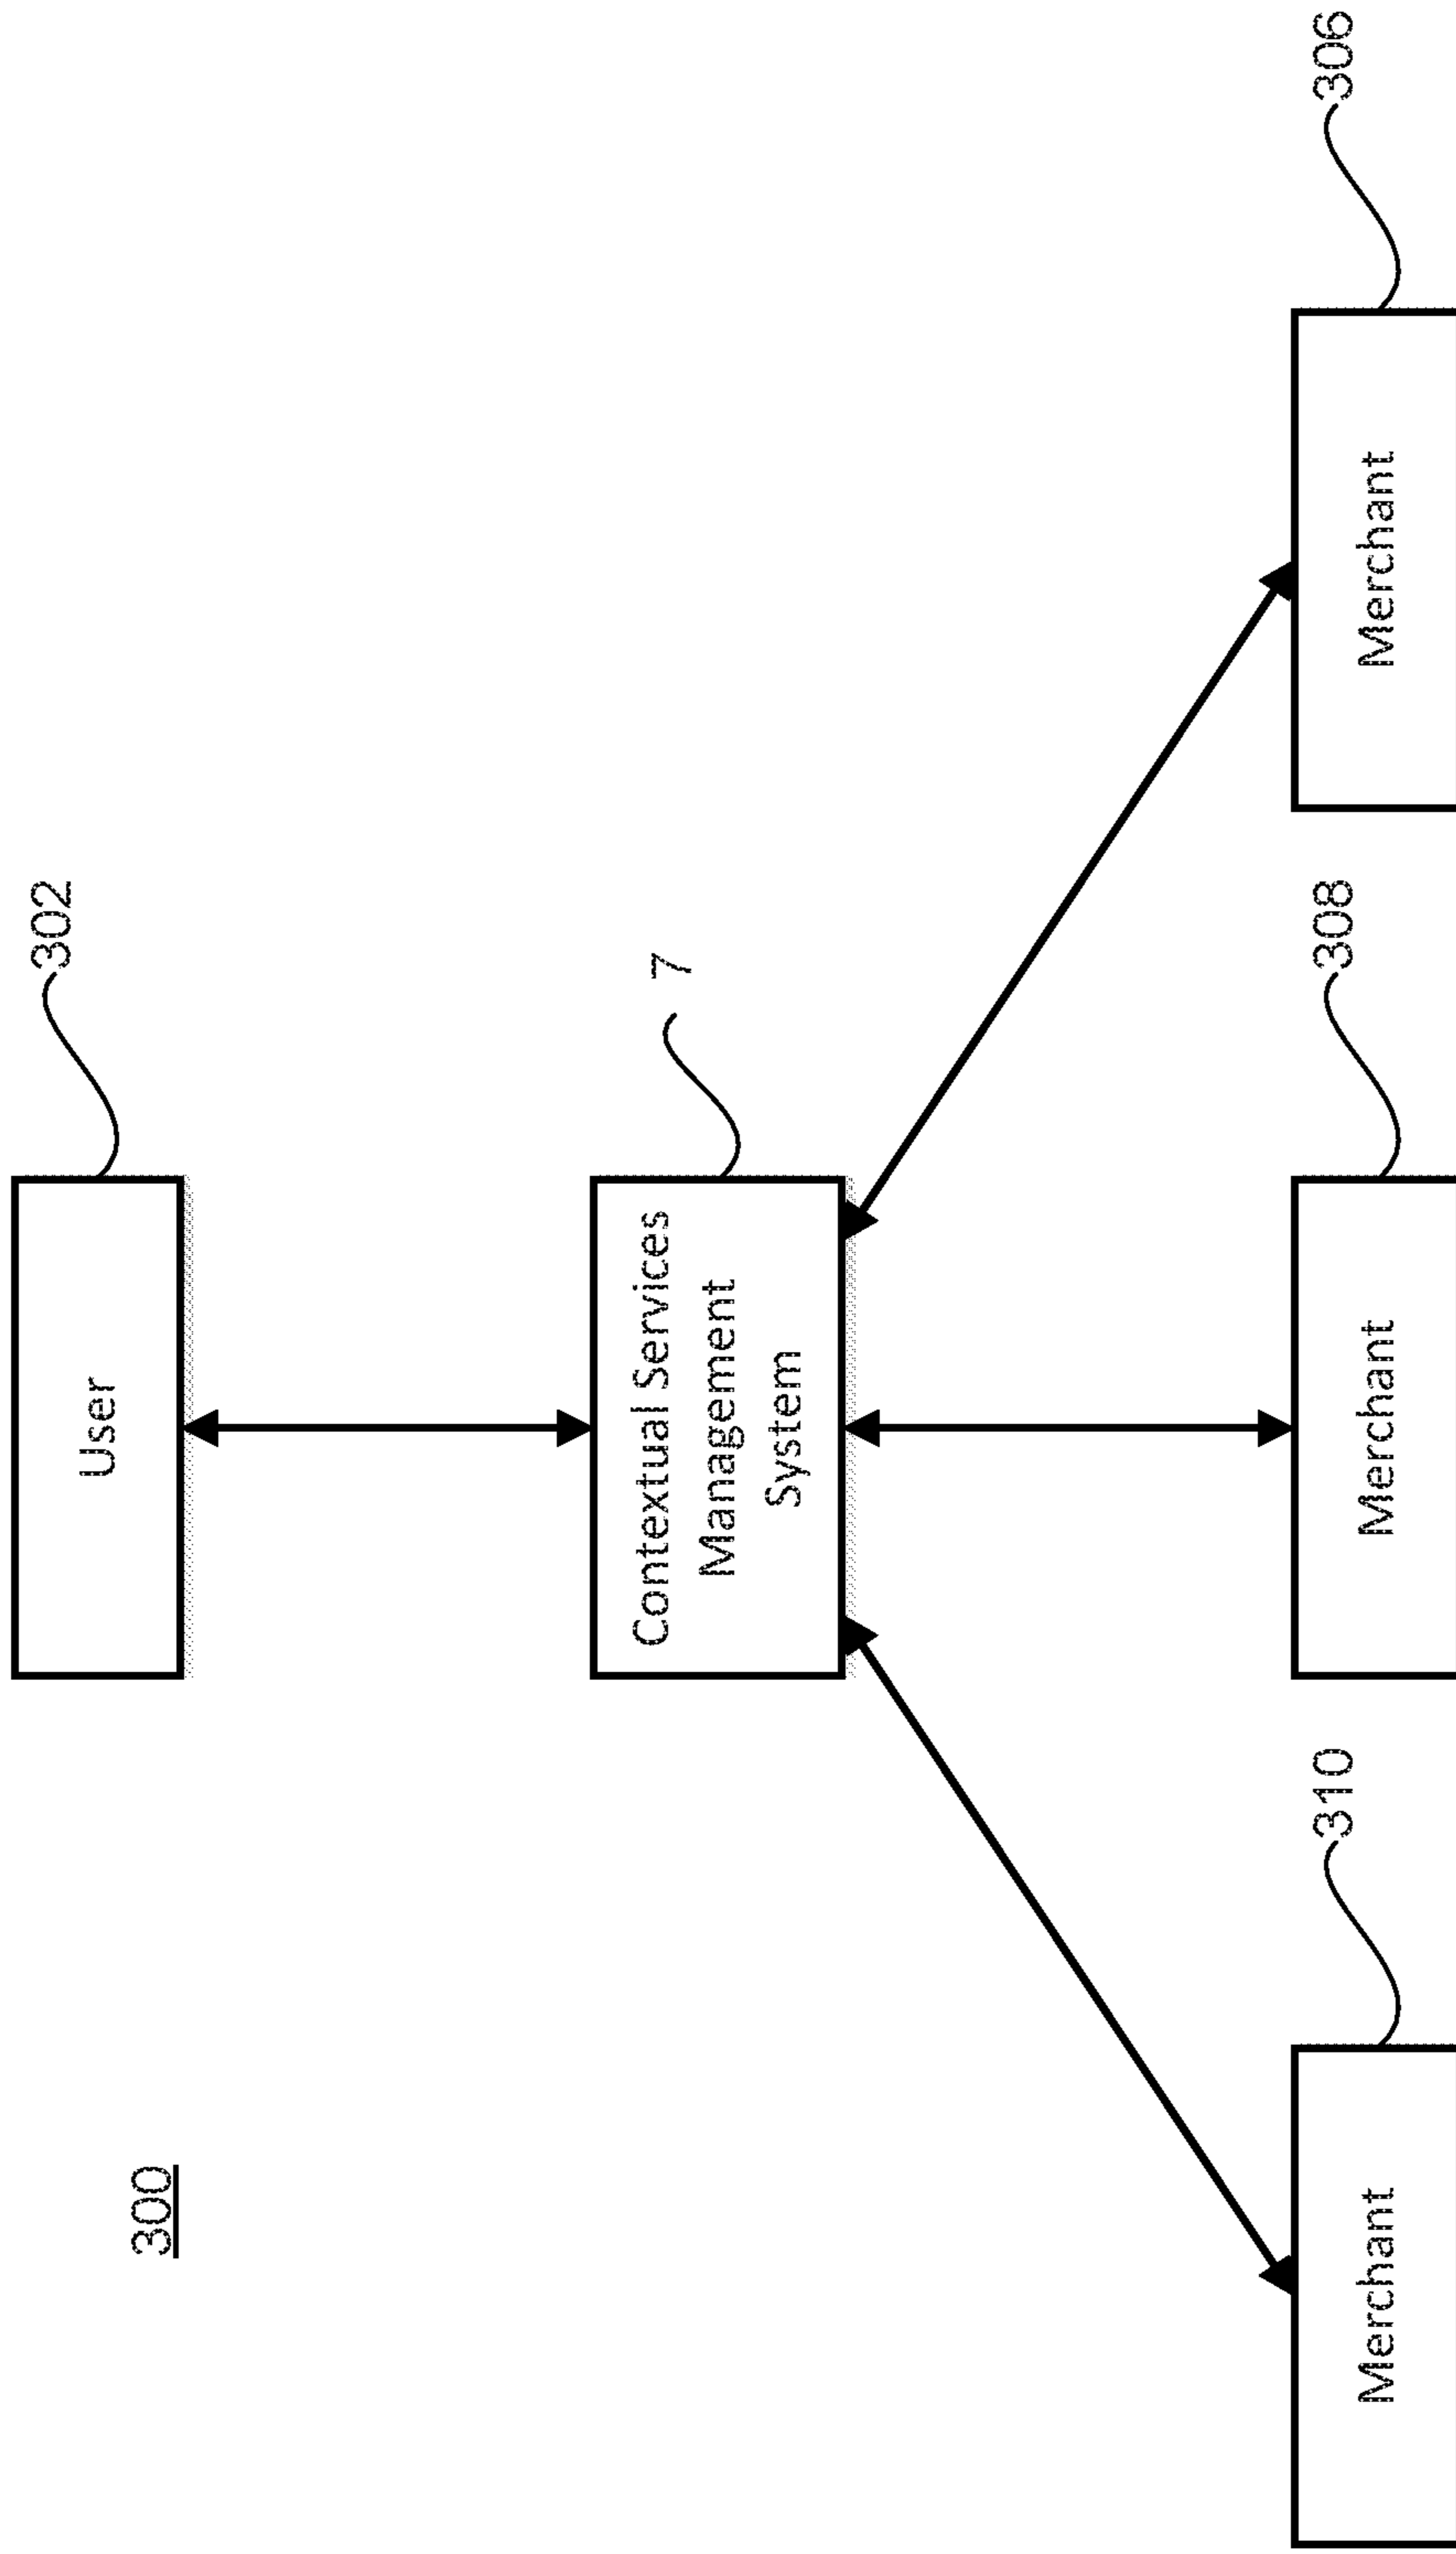 302
User
300
7
Contextual Services
Management
System
310
308
306
Merchant
Merchant
Merchant